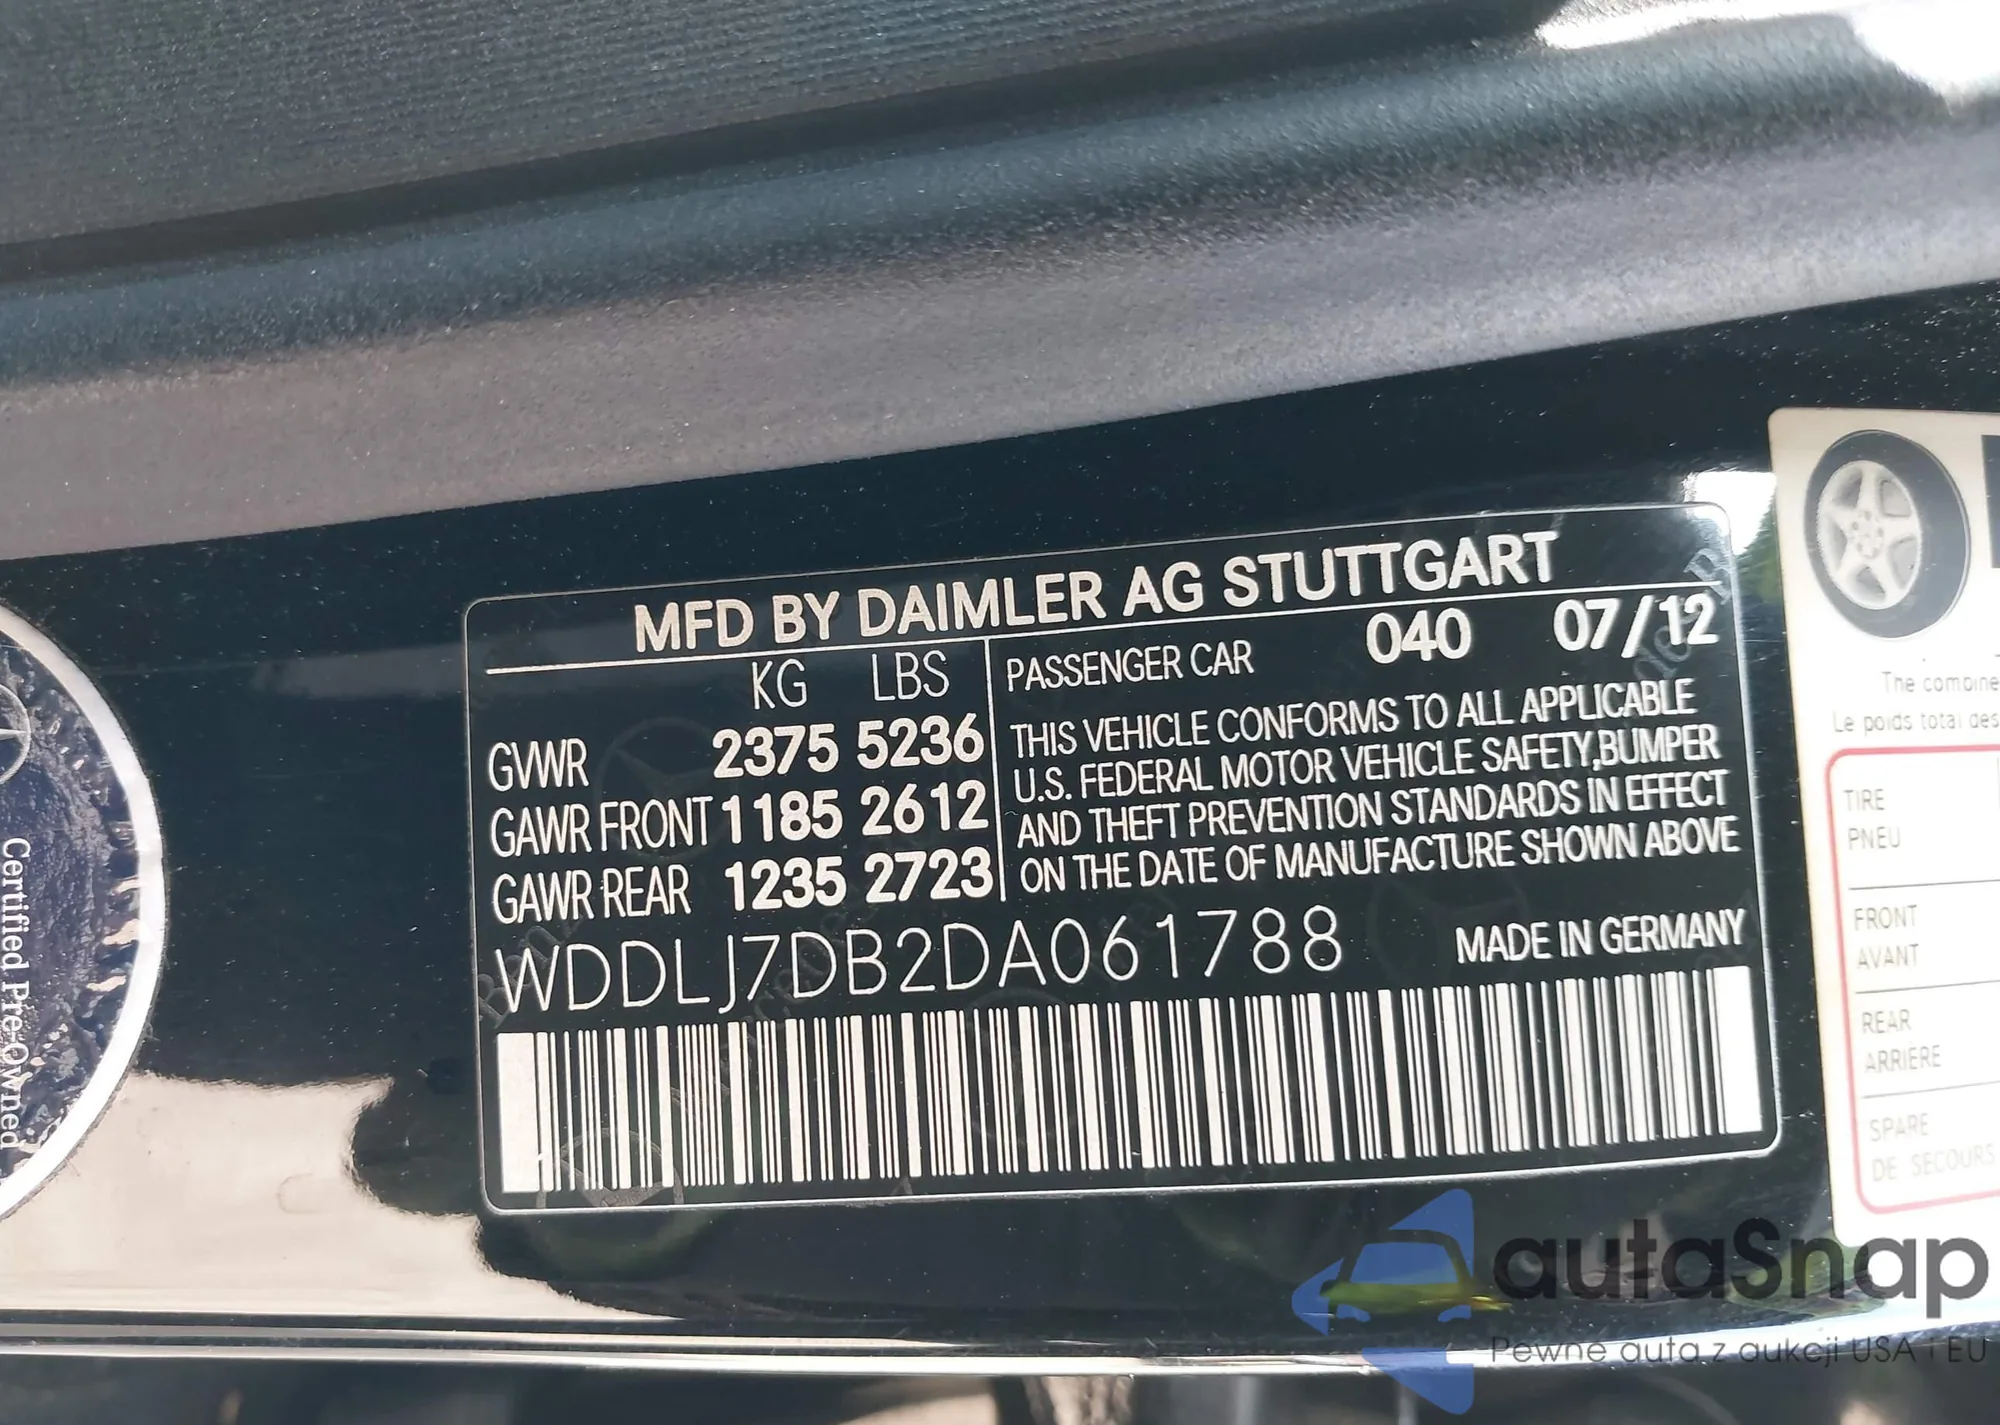 MFD BY DAIMLER AG STUTTGART
KG LBS
GVWR 2375 5236
GAWR FRONT 1185 2612
GAWR REAR 1235 2723
PASSENGER CAR 040 07/12
THIS VEHICLE CONFORMS TO ALL APPLICABLE
U.S. FEDERAL MOTOR VEHICLE SAFETY,BUMPER
AND THEFT PREVENTION STANDARDS IN EFFECT
ON THE DATE OF MANUFACTURE SHOWN ABOVE
WDDLJ7DB2DA061788
MADE IN GERMANY
Certified Pre-Owned
The combine
Le poids total des
TIRE
PNEU
FRONT
AVANT
REAR
ARRIERE
SPARE
DE SECOURS
autaSnap
Pewne auta z aukcji USA i EU